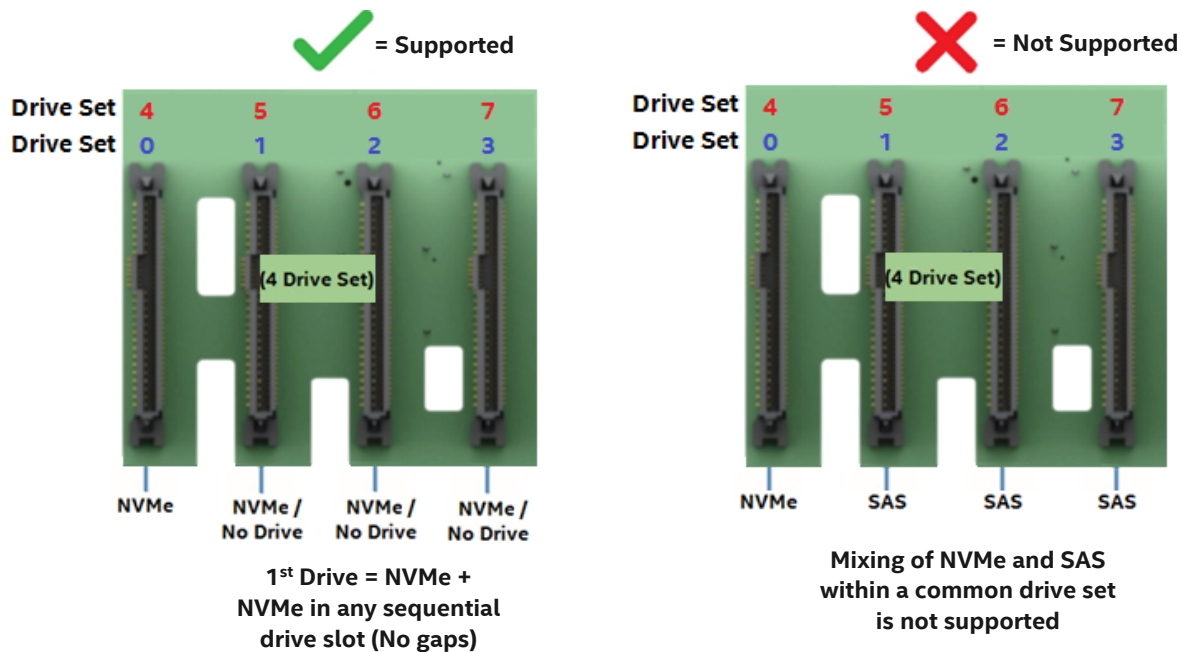 = Supported
Drive Set 4 5 6 7
Drive Set 0 1 2 3
(4 Drive Set)
NVMe
NVMe /
No Drive
NVMe /
No Drive
NVMe /
No Drive
1st Drive = NVMe +
NVMe in any sequential
drive slot (No gaps)
= Not Supported
Drive Set 4 5 6 7
Drive Set 0 1 2 3
(4 Drive Set)
NVMe SAS SAS SAS
Mixing of NVMe and SAS
within a common drive set
is not supported